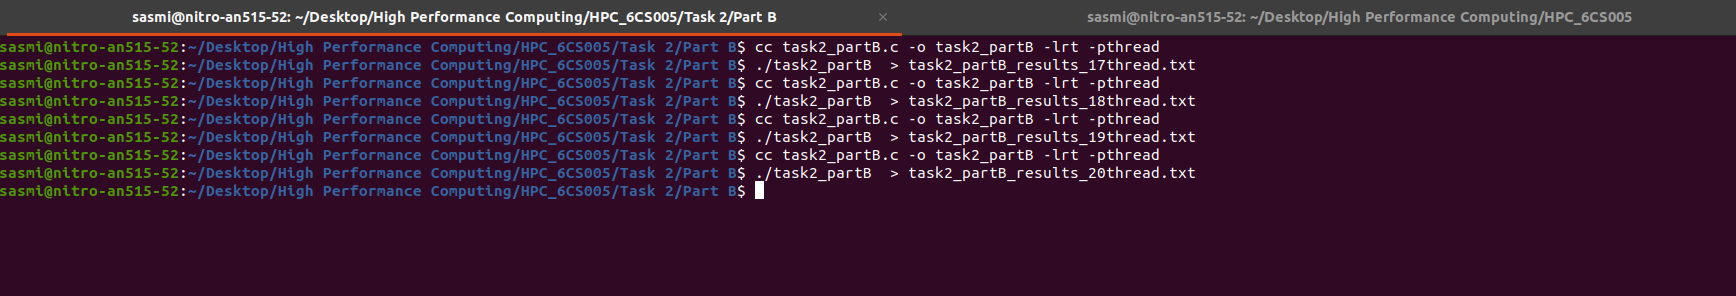 sasmi@nitro-an515-52: ~/Desktop/High Performance Computing/HPC_6CS005/Task 2/Part B × sasmi@nitro-an515-52: ~/Desktop/High Performance Computing/HPC_6CS005
sasmi@nitro-an515-52:~/Desktop/High Performance Computing/HPC_6CS005/Task 2/Part B$ cc task2_partB.c -o task2_partB -lrt -pthread
sasmi@nitro-an515-52:~/Desktop/High Performance Computing/HPC_6CS005/Task 2/Part B$ ./task2_partB  > task2_partB_results_17thread.txt
sasmi@nitro-an515-52:~/Desktop/High Performance Computing/HPC_6CS005/Task 2/Part B$ cc task2_partB.c -o task2_partB -lrt -pthread
sasmi@nitro-an515-52:~/Desktop/High Performance Computing/HPC_6CS005/Task 2/Part B$ ./task2_partB  > task2_partB_results_18thread.txt
sasmi@nitro-an515-52:~/Desktop/High Performance Computing/HPC_6CS005/Task 2/Part B$ cc task2_partB.c -o task2_partB -lrt -pthread
sasmi@nitro-an515-52:~/Desktop/High Performance Computing/HPC_6CS005/Task 2/Part B$ ./task2_partB  > task2_partB_results_19thread.txt
sasmi@nitro-an515-52:~/Desktop/High Performance Computing/HPC_6CS005/Task 2/Part B$ cc task2_partB.c -o task2_partB -lrt -pthread
sasmi@nitro-an515-52:~/Desktop/High Performance Computing/HPC_6CS005/Task 2/Part B$ ./task2_partB  > task2_partB_results_20thread.txt
sasmi@nitro-an515-52:~/Desktop/High Performance Computing/HPC_6CS005/Task 2/Part B$